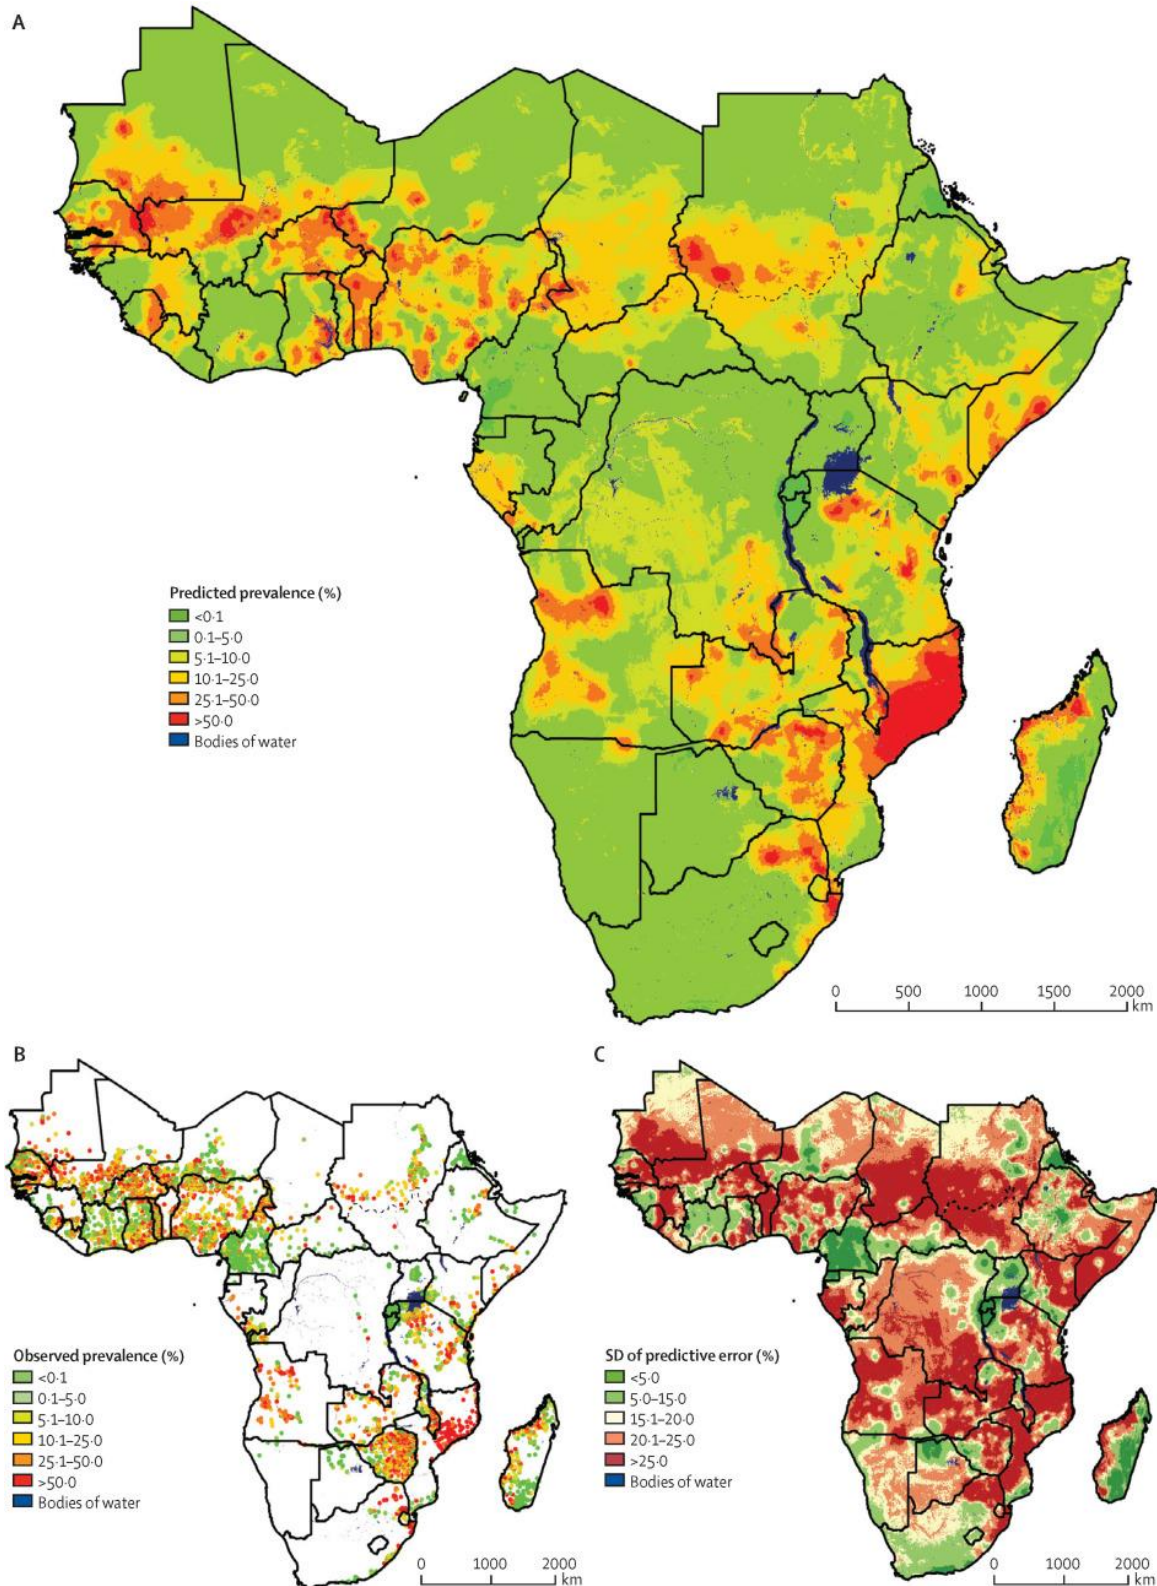 A
Predicted prevalence (%)
<0·1
0·1–5·0
5·1–10·0
10·1–25·0
25·1–50·0
>50·0
Bodies of water
0 500 1000 1500 2000
km
B
Observed prevalence (%)
<0·1
0·1–5·0
5·1–10·0
10·1–25·0
25·1–50·0
>50·0
Bodies of water
0 1000 2000
km
C
SD of predictive error (%)
<5·0
5·0–15·0
15·1–20·0
20·1–25·0
>25·0
Bodies of water
0 1000 2000
km